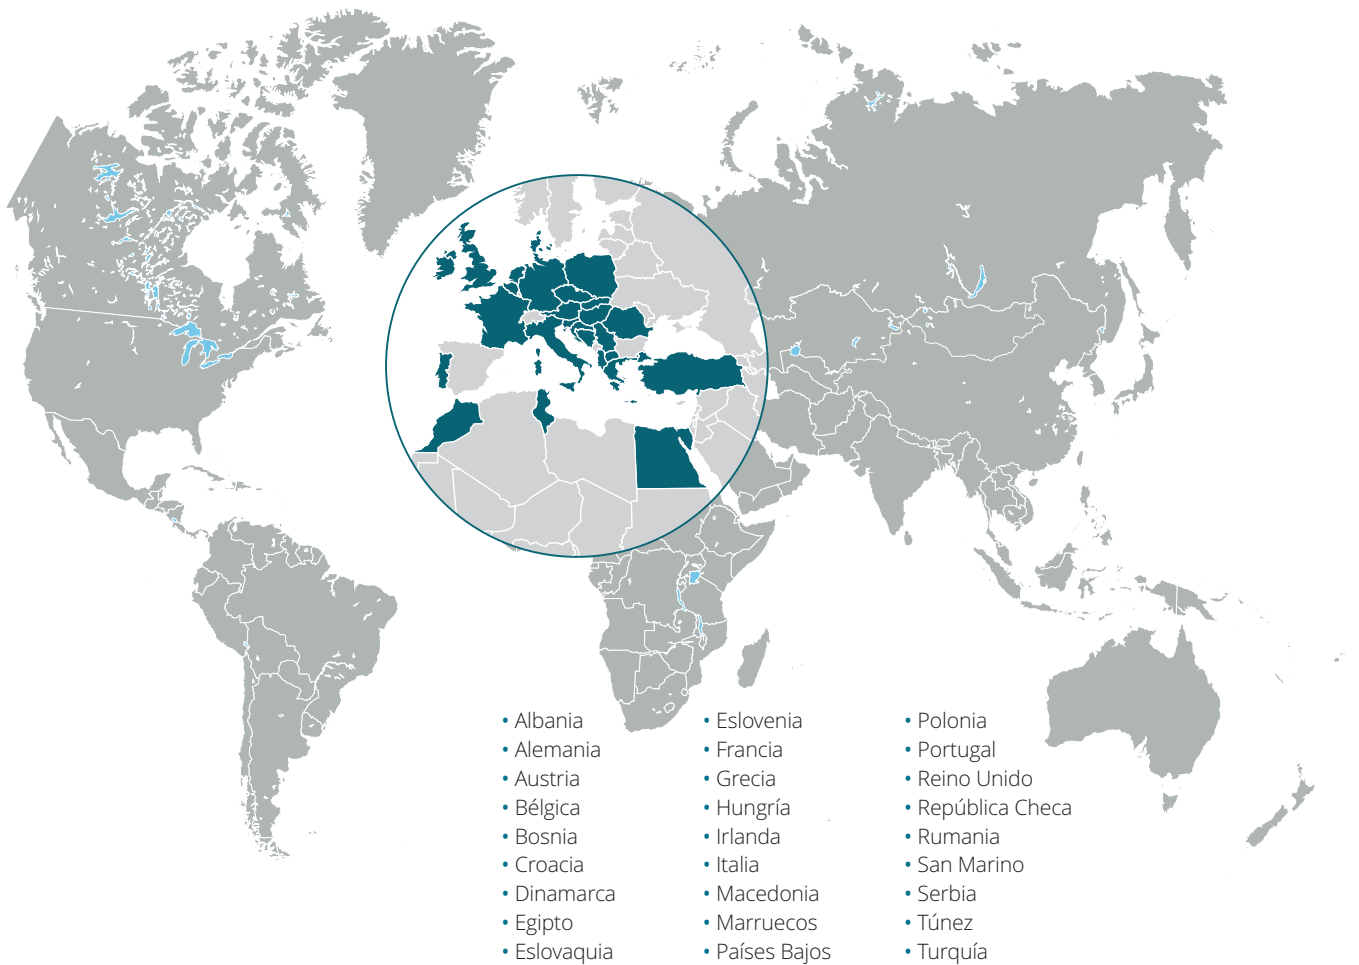 • Albania
• Alemania
• Austria
• Bélgica
• Bosnia
• Croacia
• Dinamarca
• Egipto
• Eslovaquia
• Eslovenia
• Francia
• Grecia
• Hungría
• Irlanda
• Italia
• Macedonia
• Marruecos
• Países Bajos
• Polonia
• Portugal
• Reino Unido
• República Checa
• Rumania
• San Marino
• Serbia
• Túnez
• Turquía